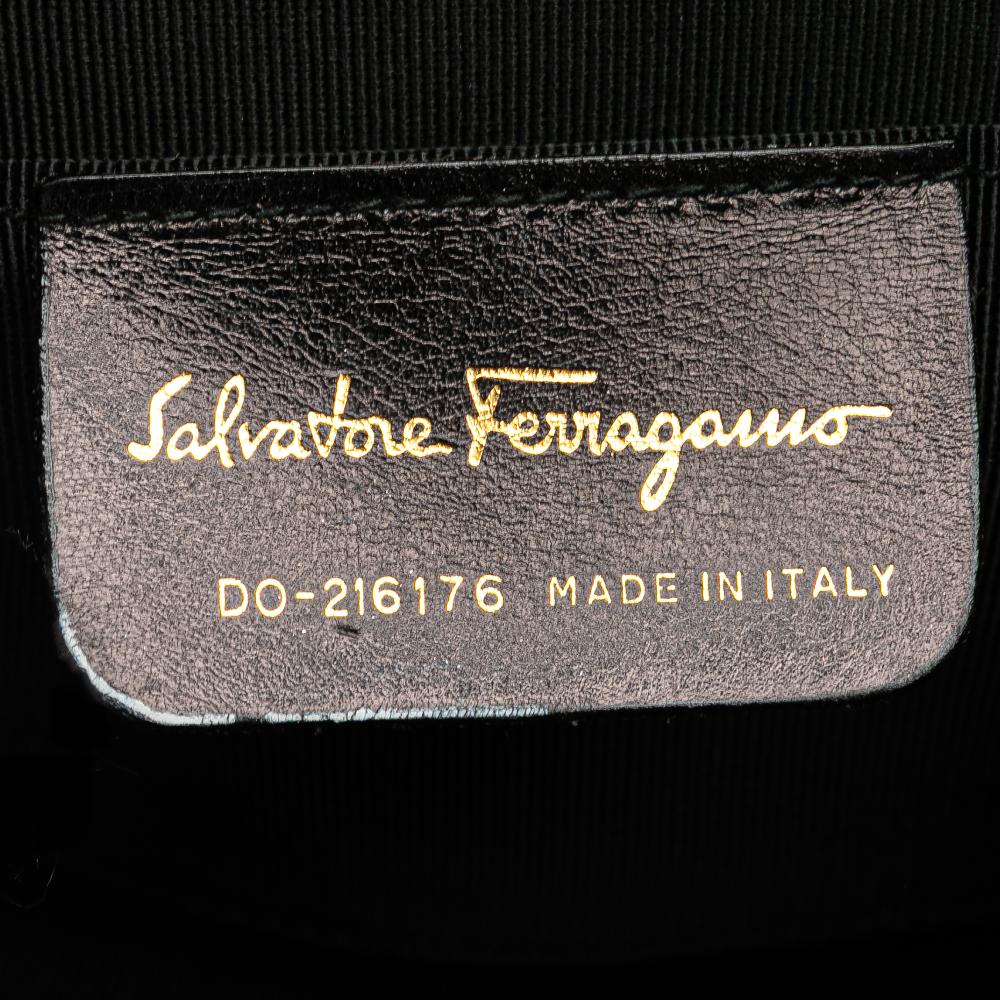 Salvatore Ferragamo
DO-216176 MADE IN ITALY